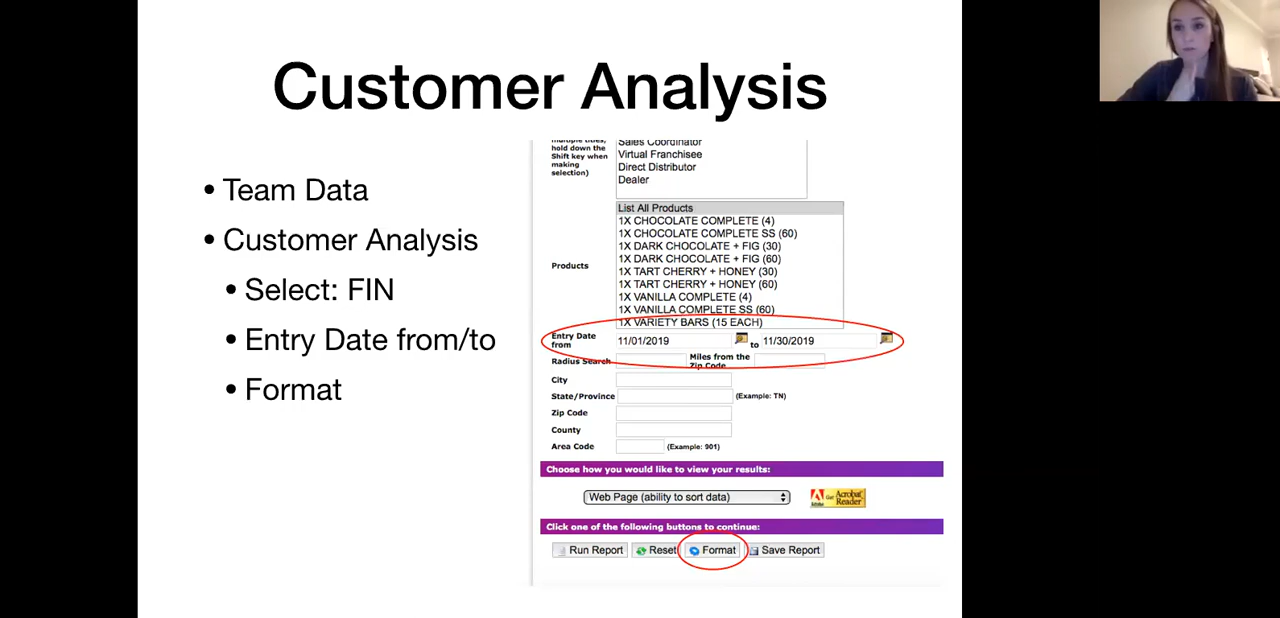 Customer Analysis
• Team Data
• Customer Analysis
• Select: FIN
• Entry Date from/to
• Format
multiple titles,
hold down the
Shift key when
making
selection)
Sales Coordinator
Virtual Franchisee
Direct Distributor
Dealer
Products
List All Products
1X CHOCOLATE COMPLETE (4)
1X CHOCOLATE COMPLETE SS (60)
1X DARK CHOCOLATE + FIG (30)
1X DARK CHOCOLATE + FIG (60)
1X TART CHERRY + HONEY (30)
1X TART CHERRY + HONEY (60)
1X VANILLA COMPLETE (4)
1X VANILLA COMPLETE SS (60)
1X VARIETY BARS (15 EACH)
Entry Date
from
11/01/2019
to
11/30/2019
Radius Search
Miles from the
Zip Code
City
State/Province
(Example: TN)
Zip Code
County
Area Code
(Example: 901)
Choose how you would like to view your results:
Web Page (ability to sort data)
Get Acrobat
Reader
Adobe
Click one of the following buttons to continue:
Run Report
Reset
Format
Save Report